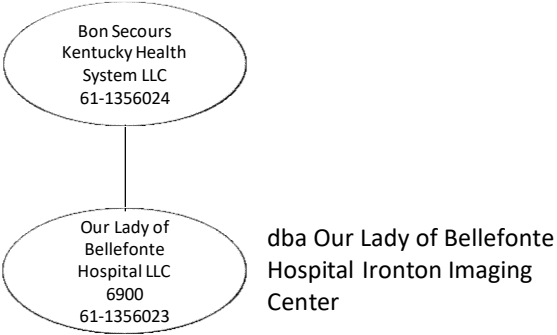 Bon Secours
Kentucky Health
System LLC
61-1356024
Our Lady of
Bellefonte
Hospital LLC
6900
61-1356023
dba Our Lady of Bellefonte
Hospital Ironton Imaging
Center